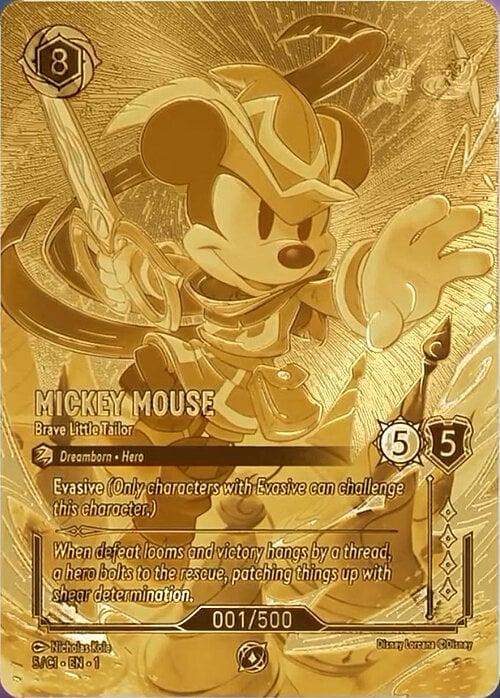 8
MICKEY MOUSE
Brave Little Tailor
5 5
Dreamborn • Hero
Evasive (Only characters with Evasive can challenge
this character.)
When defeat looms and victory hangs by a thread,
a hero bolts to the rescue, patching things up with
shear determination.
001/500
Nicholas Kole
Disney Lorcana ©Disney
5/C1 • EN • 1